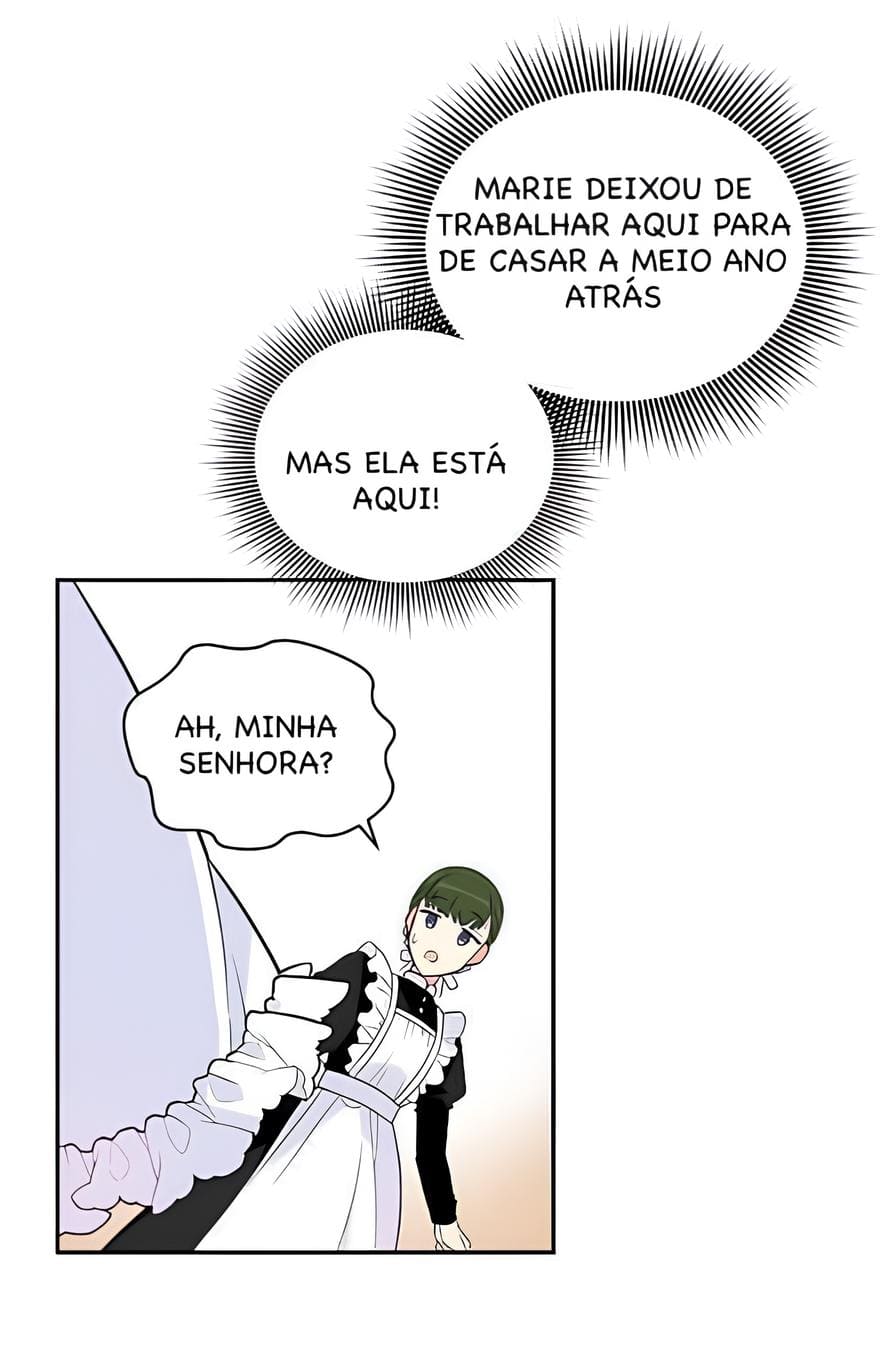 MARIE DEIXOU DE
TRABALHAR AQUI PARA
DE CASAR A MEIO ANO
ATRÁS
MAS ELA ESTÁ
AQUI!
AH, MINHA
SENHORA?